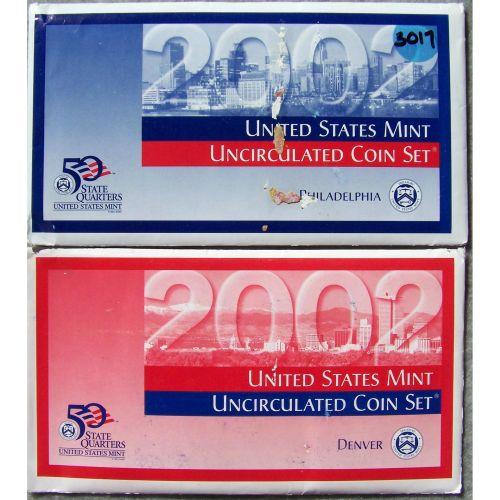 2002
3017
UNITED STATES MINT
UNCIRCULATED COIN SET®
PHILADELPHIA
50
STATE
QUARTERS
UNITED STATES MINT
2002
UNITED STATES MINT
UNCIRCULATED COIN SET®
DENVER
50
STATE
QUARTERS
UNITED STATES MINT